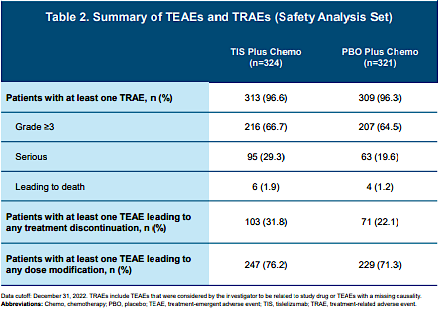 Table 2. Summary of TEAEs and TRAEs (Safety Analysis Set)
TIS Plus Chemo PBO Plus Chemo
(n=324) (n=321)
Patients with at least one TRAE, n (%) 313 (96.6) 309 (96.3)
Grade ≥3 216 (66.7) 207 (64.5)
Serious 95 (29.3) 63 (19.6)
Leading to death 6 (1.9) 4 (1.2)
Patients with at least one TEAE leading to
any treatment discontinuation, n (%) 103 (31.8) 71 (22.1)
Patients with at least one TEAE leading to
any dose modification, n (%) 247 (76.2) 229 (71.3)
Data cutoff: December 31, 2022. TRAEs include TEAEs that were considered by the investigator to be related to study drug or TEAEs with a missing causality.
Abbreviations: Chemo, chemotherapy; PBO, placebo; TEAE, treatment-emergent adverse event; TIS, tislelizumab; TRAE, treatment-related adverse event.